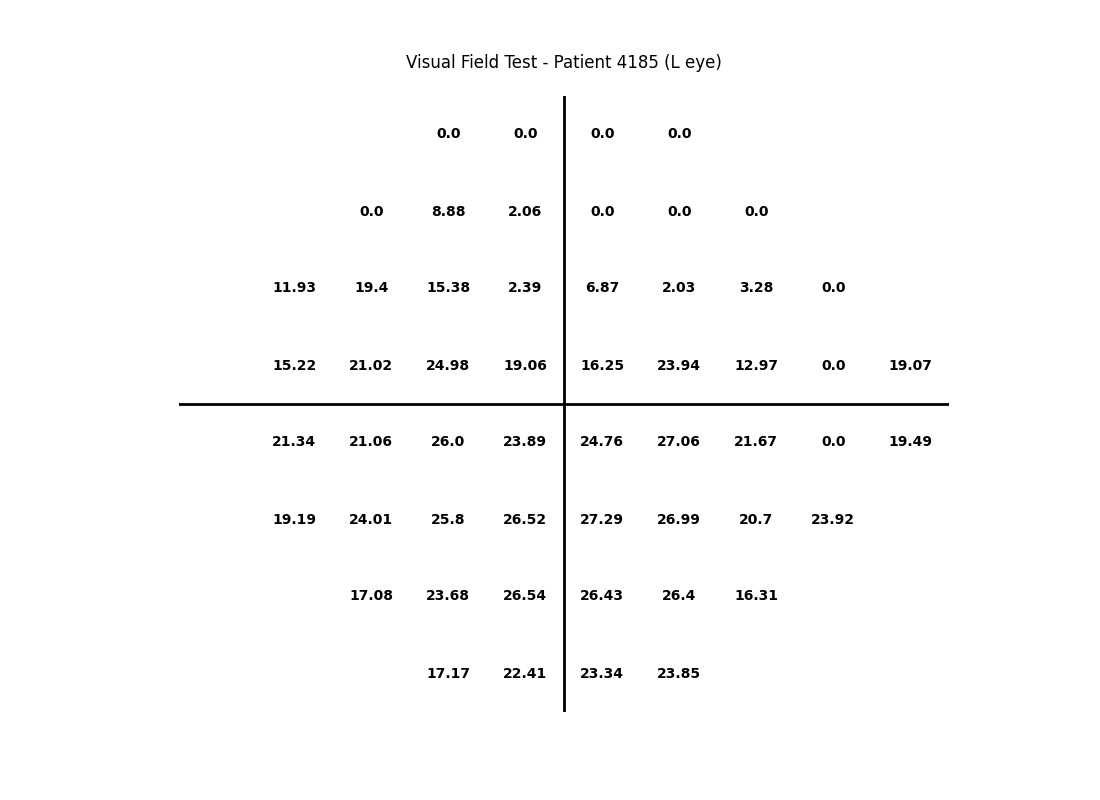 Visual Field Test - Patient 4185 (L eye)
0.0 0.0 0.0 0.0
0.0 8.88 2.06 0.0 0.0 0.0
11.93 19.4 15.38 2.39 6.87 2.03 3.28 0.0
15.22 21.02 24.98 19.06 16.25 23.94 12.97 0.0 19.07
21.34 21.06 26.0 23.89 24.76 27.06 21.67 0.0 19.49
19.19 24.01 25.8 26.52 27.29 26.99 20.7 23.92
17.08 23.68 26.54 26.43 26.4 16.31
17.17 22.41 23.34 23.85